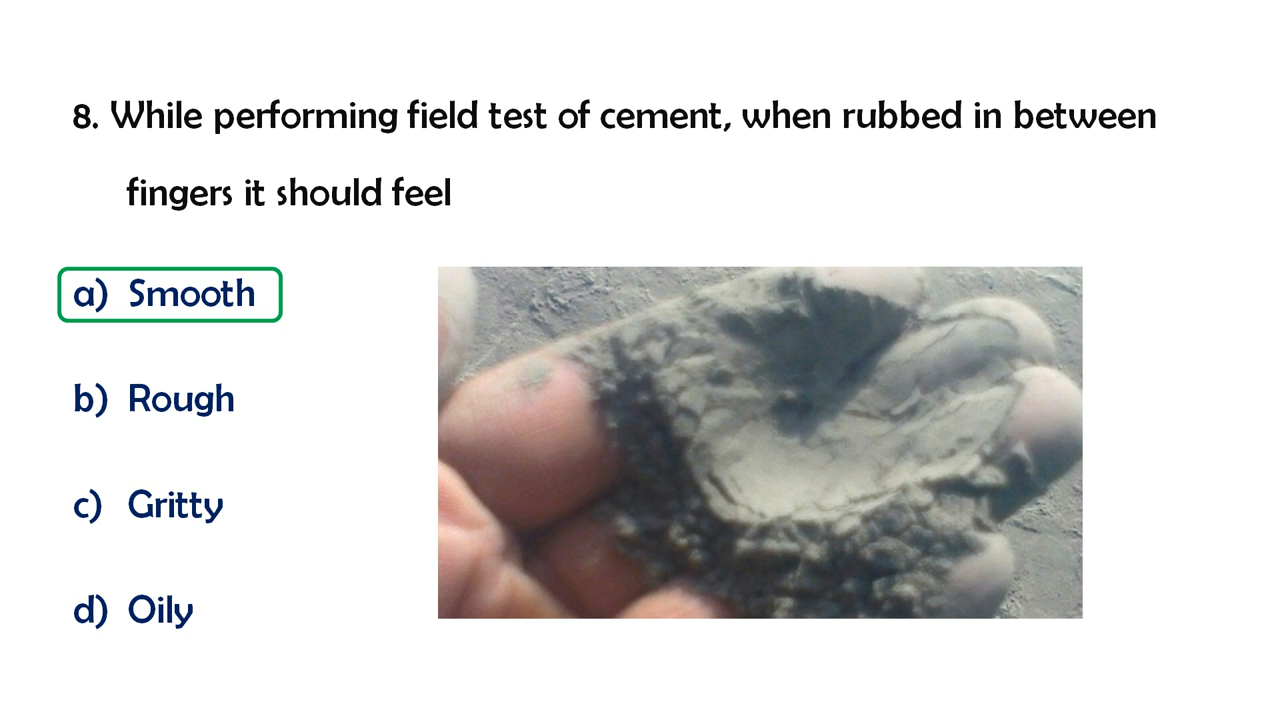 8. While performing field test of cement, when rubbed in between
fingers it should feel
a) Smooth
b) Rough
c) Gritty
d) Oily